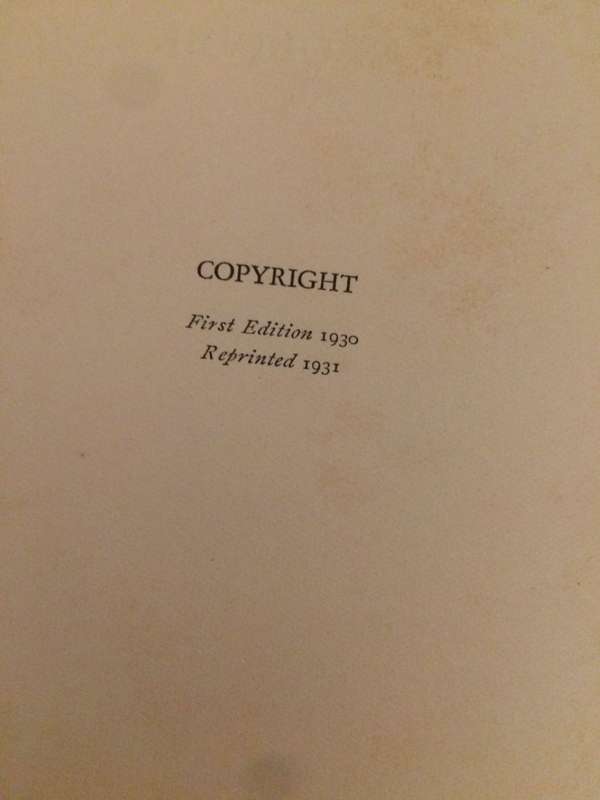 COPYRIGHT
First Edition 1930
Reprinted 1931